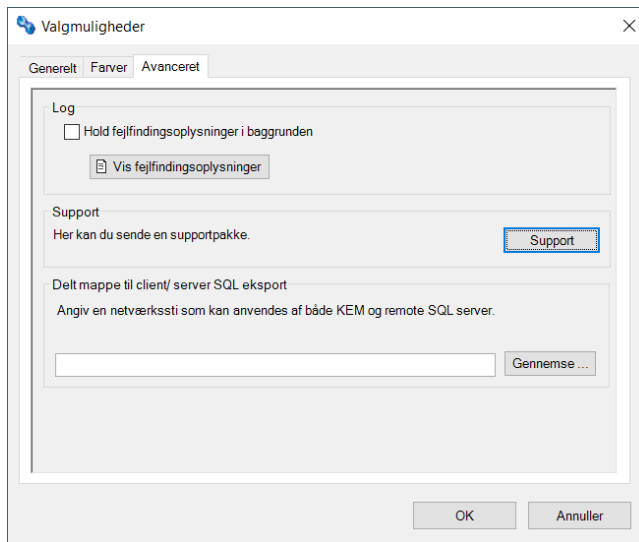 Valgmuligheder
Generelt Farver Avanceret
Log
Hold fejlfindingsoplysninger i baggrunden
Vis fejlfindingsoplysninger
Support
Her kan du sende en supportpakke.
Support
Delt mappe til client/ server SQL eksport
Angiv en netværkssti som kan anvendes af både KEM og remote SQL server.
Gennemse ...
OK Annuller